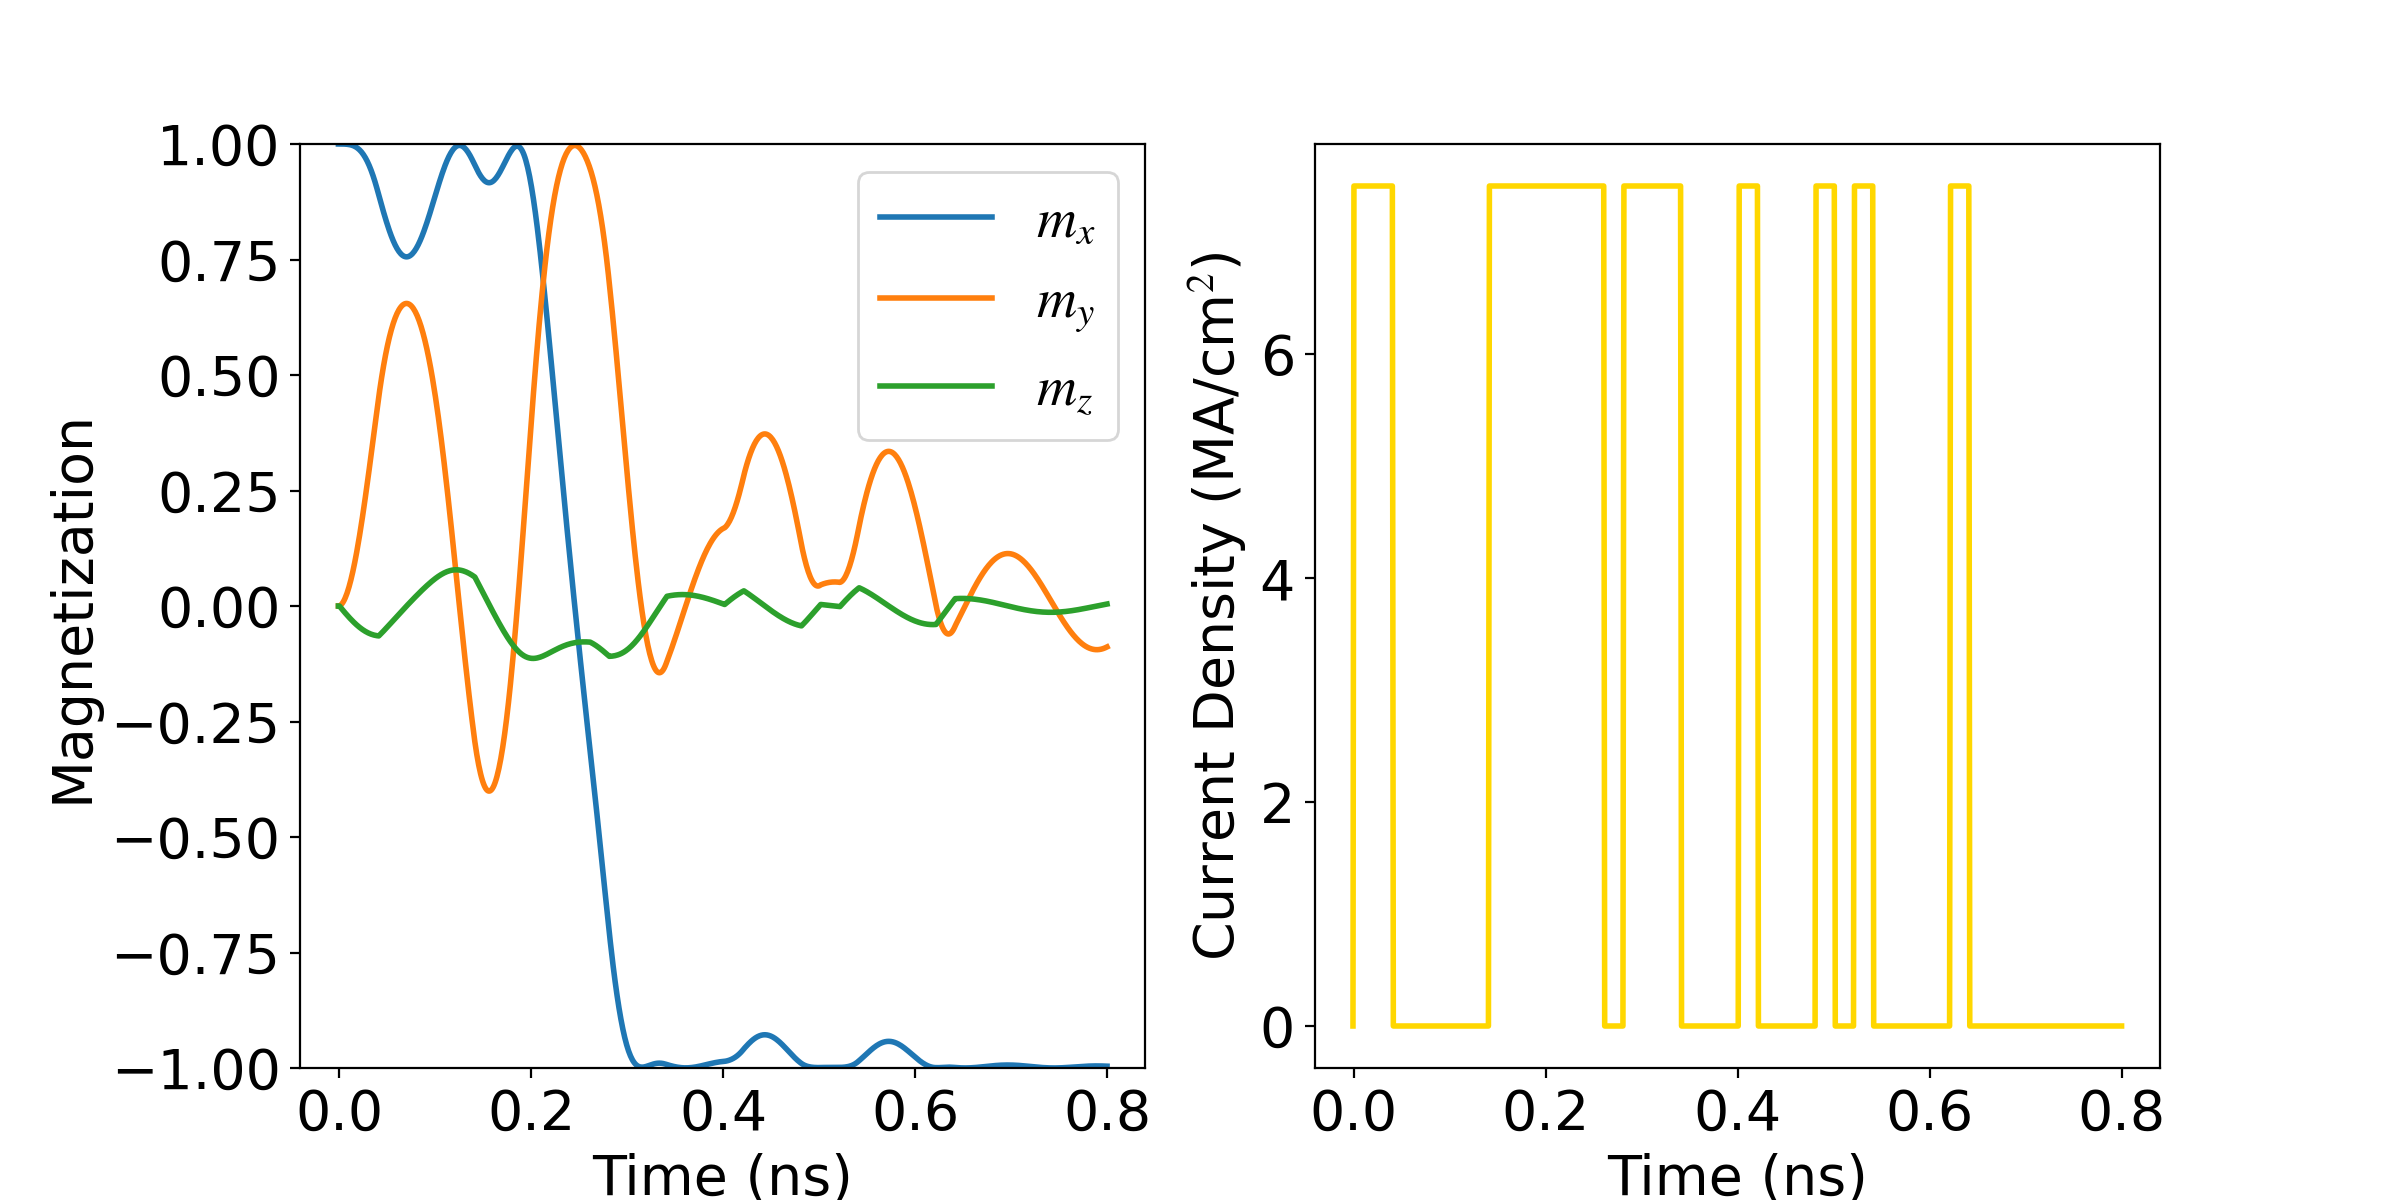 1.00
0.75
0.50
0.25
0.00
−0.25
−0.50
−0.75
−1.00
Magnetization
0.0 0.2 0.4 0.6 0.8
Time (ns)
m_x
m_y
m_z
6
4
2
0
Current Density (MA/cm²)
0.0 0.2 0.4 0.6 0.8
Time (ns)